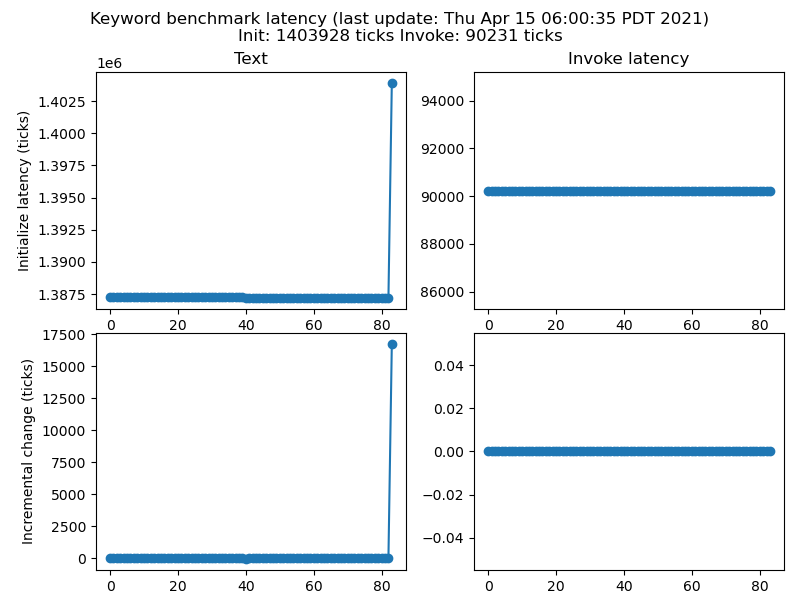 Keyword benchmark latency (last update: Thu Apr 15 06:00:35 PDT 2021)
Init: 1403928 ticks Invoke: 90231 ticks
Text
1e6
Initialize latency (ticks)
1.4025
1.4000
1.3975
1.3950
1.3925
1.3900
1.3875
0 20 40 60 80
Invoke latency
94000
92000
90000
88000
86000
0 20 40 60 80
Incremental change (ticks)
17500
15000
12500
10000
7500
5000
2500
0
0 20 40 60 80
0.04
0.02
0.00
−0.02
−0.04
0 20 40 60 80